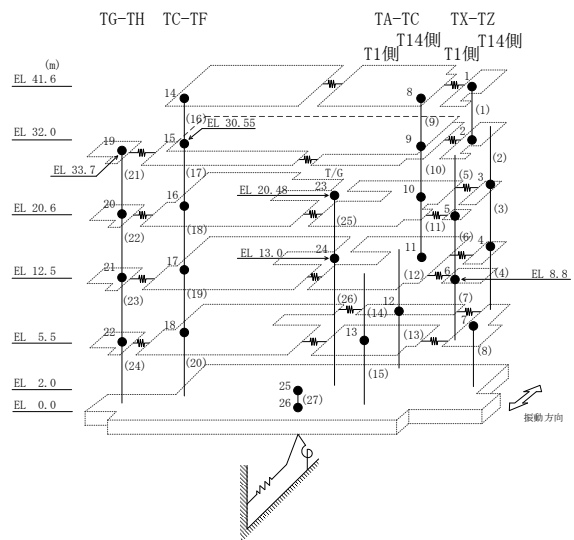 TG-TH TC-TF TA-TC TX-TZ
T1側 T14側 T1側 T14側
(m)
EL 41.6
14 8 1
(16) (9) (1)
EL 32.0
EL 30.55
19 15 9 2
EL 33.7
(21) (17) (10) (2)
T/G
EL 20.48
EL 20.6
20 16 23 10 5 3
(5) (3)
(22) (18) (25) (11) (6)
EL 13.0
EL 12.5
21 17 24 11 6 4
EL 8.8
(23) (19) (12) (4)
(26) (14) (7)
EL 5.5
22 18 13 12 7
(24) (20) (15) (13) (8)
EL 2.0
EL 0.0
25
26 (27)
振動方向